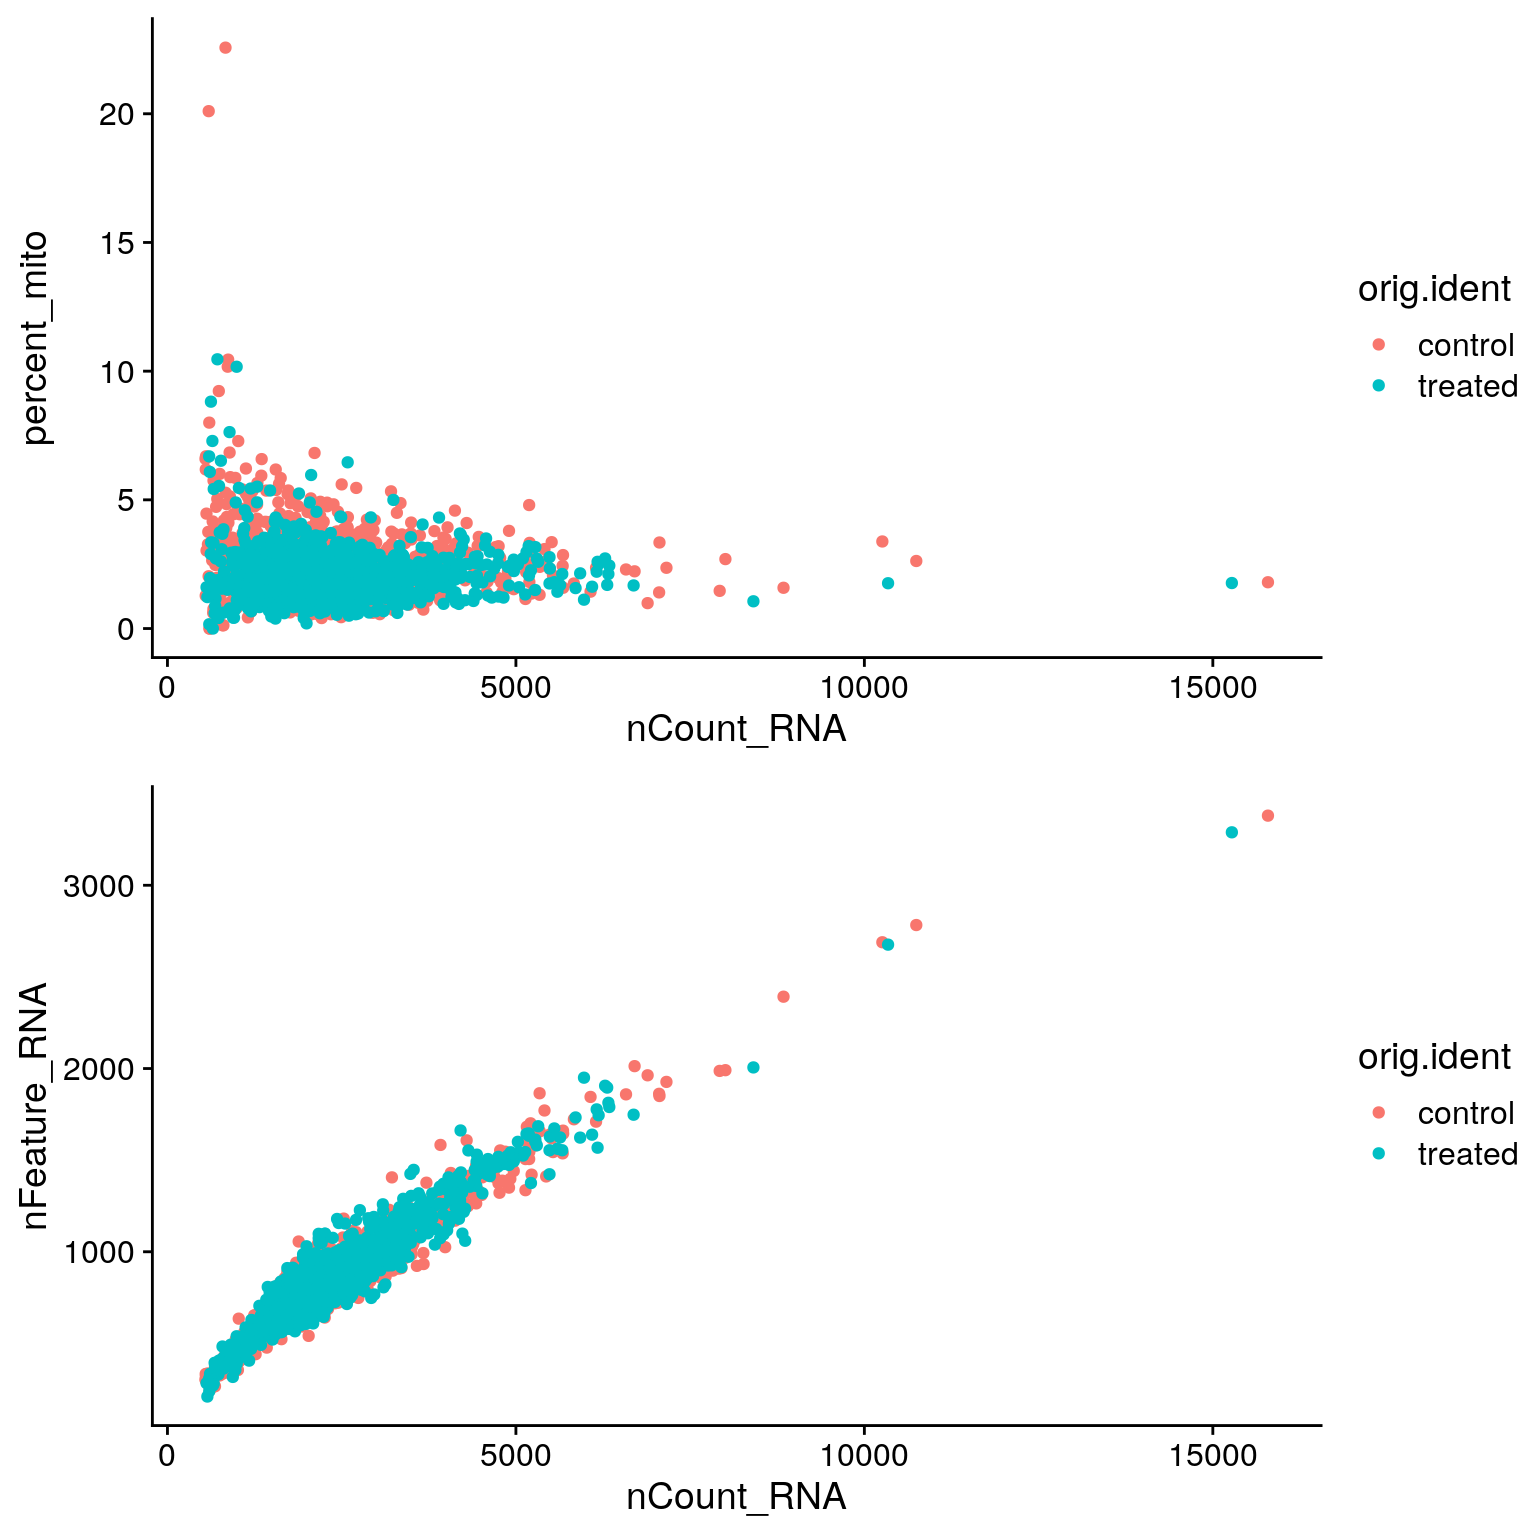 20
15
10
5
0
percent_mito
0 5000 10000 15000
nCount_RNA
orig.ident
control
treated
3000
2000
1000
nFeature_RNA
0 5000 10000 15000
nCount_RNA
orig.ident
control
treated